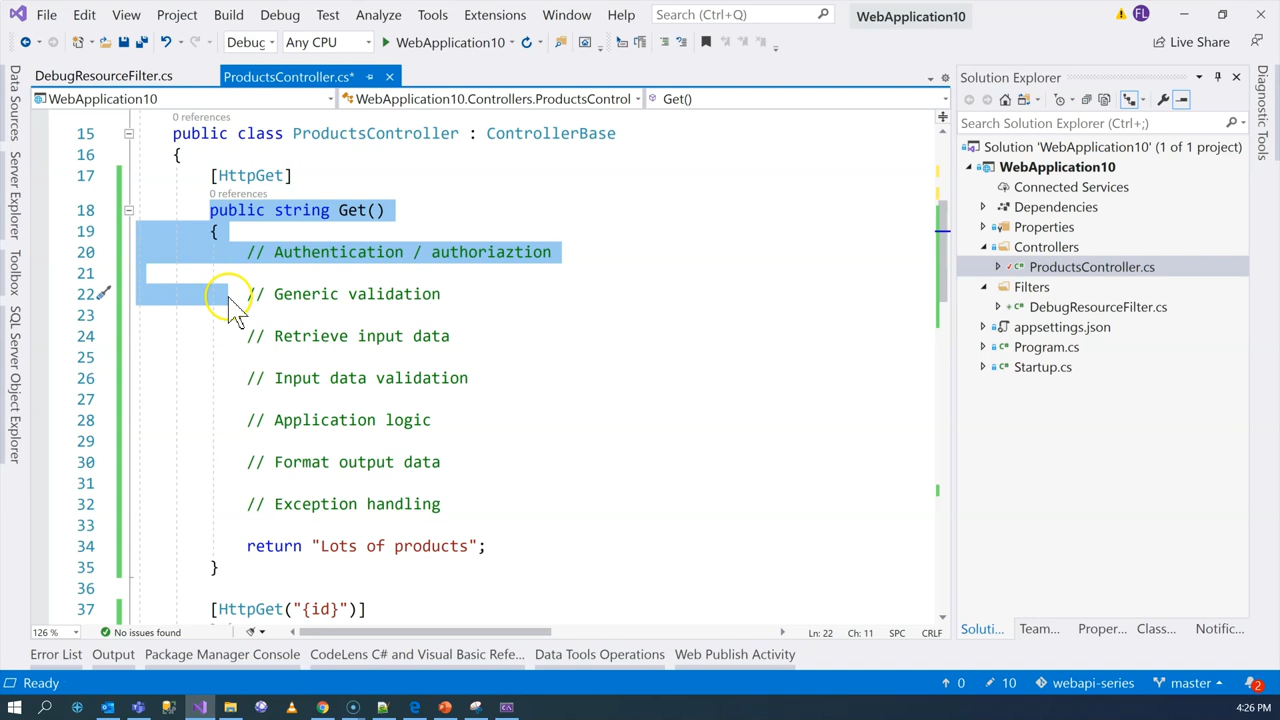 File Edit View Project Build Debug Test Analyze Tools Extensions Window Help Search (Ctrl+Q) WebApplication10 FL
Debug Any CPU WebApplication10 Live Share
DebugResourceFilter.cs ProductsController.cs*
WebApplication10 WebApplication10.Controllers.ProductsControl Get()
0 references
15 public class ProductsController : ControllerBase
16 {
17 [HttpGet]
0 references
18 public string Get()
19 {
20 // Authentication / authoriaztion
21
22 // Generic validation
23
24 // Retrieve input data
25
26 // Input data validation
27
28 // Application logic
29
30 // Format output data
31
32 // Exception handling
33
34 return "Lots of products";
35 }
36
37 [HttpGet("{id}")]
126 % No issues found Ln: 22 Ch: 11 SPC CRLF
Data Sources
Server Explorer
Toolbox
SQL Server Object Explorer
Solution Explorer
Search Solution Explorer (Ctrl+;)
Solution 'WebApplication10' (1 of 1 project)
WebApplication10
Connected Services
Dependencies
Properties
Controllers
ProductsController.cs
Filters
DebugResourceFilter.cs
appsettings.json
Program.cs
Startup.cs
Soluti... Team... Proper... Class... Notific...
Diagnostic Tools
Error List Output Package Manager Console CodeLens C# and Visual Basic Refe... Data Tools Operations Web Publish Activity
Ready 0 10 webapi-series master 2
4:26 PM